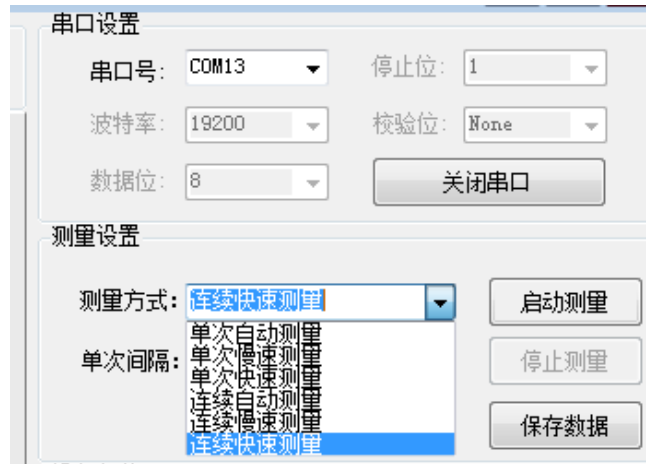 串口设置
串口号: COM13 停止位: 1
波特率: 19200 校验位: None
数据位: 8 关闭串口
测量设置
测量方式: 连续快速测量 启动测量
单次自动测量
单次慢速测量
单次间隔: 单次快速测量 停止测量
连续自动测量
连续慢速测量 保存数据
连续快速测量